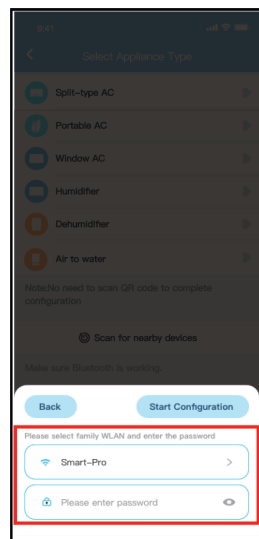 9:41
Select Appliance Type
Split-type AC
Portable AC
Window AC
Humidifier
Dehumidifier
Air to water
Note:No need to scan QR code to complete
configuration
Scan for nearby devices
Make sure Bluetooth is working.
Back
Start Configuration
Please select family WLAN and enter the password
Smart-Pro
Please enter password